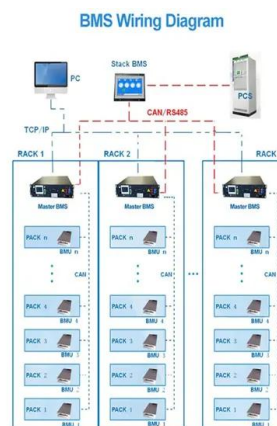 BMS Wiring Diagram
PC
Stack BMS
PCS
CAN/RS485
TCP/IP
RACK 1
RACK 2
RACK
Master BMS
Master BMS
Master BMS
PACK n
PACK n
PACK n
BMU n
BMU n
BMU n
CAN
CAN
CAN
PACK 4
PACK 4
PACK 4
BMU 4
BMU 4
BMU 4
PACK 3
PACK 3
PACK 3
BMU 3
BMU 3
BMU 3
PACK 2
PACK 2
PACK 2
BMU 2
BMU 2
BMU 2
PACK 1
PACK 1
PACK 1